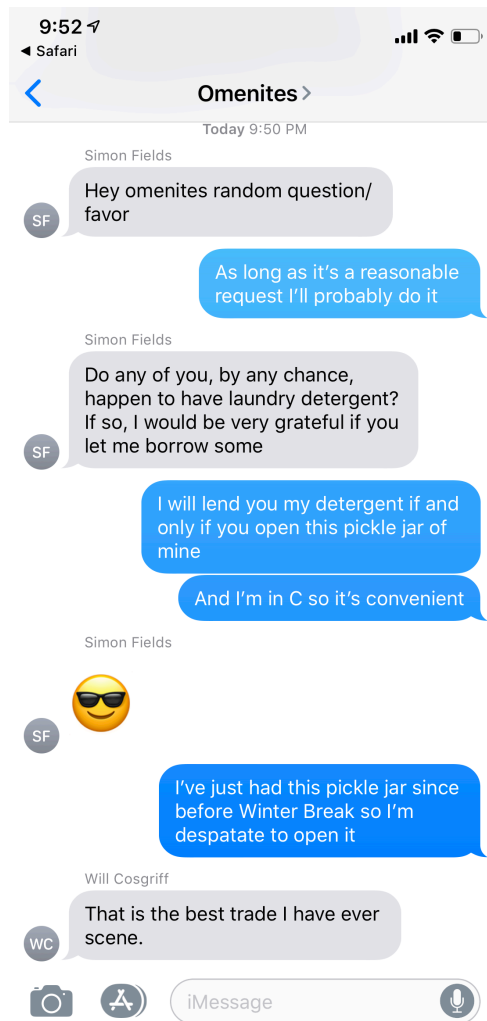 9:52
Safari
Omenites
Today 9:50 PM
Simon Fields
Hey omenites random question/
favor
SF
As long as it's a reasonable
request I'll probably do it
Simon Fields
Do any of you, by any chance,
happen to have laundry detergent?
If so, I would be very grateful if you
let me borrow some
SF
I will lend you my detergent if and
only if you open this pickle jar of
mine
And I'm in C so it's convenient
Simon Fields
SF
I've just had this pickle jar since
before Winter Break so I'm
despatate to open it
Will Cosgriff
That is the best trade I have ever
scene.
WC
iMessage